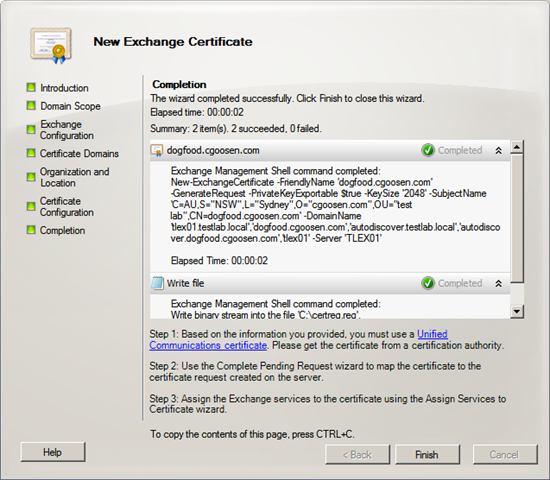 New Exchange Certificate
Introduction
Domain Scope
Exchange
Configuration
Certificate Domains
Organization and
Location
Certificate
Configuration
Completion
Completion
The wizard completed successfully. Click Finish to close this wizard.
Elapsed time: 00:00:02
Summary: 2 item(s). 2 succeeded, 0 failed.
dogfood.cgoosen.com
Completed
Exchange Management Shell command completed:
New-ExchangeCertificate -FriendlyName 'dogfood.cgoosen.com'
-GenerateRequest -PrivateKeyExportable $true -KeySize '2048' -SubjectName
'C=AU,S="NSW",L="Sydney",O="cgoosen.com",OU="test
lab",CN=dogfood.cgoosen.com' -DomainName
'tlex01.testlab.local','dogfood.cgoosen.com','autodiscover.testlab.local','autodisco
ver.dogfood.cgoosen.com','tlex01' -Server 'TLEX01'
Elapsed Time: 00:00:02
Write file
Completed
Exchange Management Shell command completed:
Write binary stream into the file 'C:\certreq.req'.
Step 1: Based on the information you provided, you must use a Unified
Communications certificate. Please get the certificate from a certification authority.
Step 2: Use the Complete Pending Request wizard to map the certificate to the
certificate request created on the server.
Step 3: Assign the Exchange services to the certificate using the Assign Services to
Certificate wizard.
To copy the contents of this page, press CTRL+C.
Help
< Back
Finish
Cancel